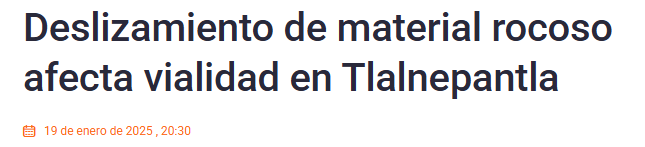 Deslizamiento de material rocoso
afecta vialidad en Tlalnepantla
19 de enero de 2025 , 20:30